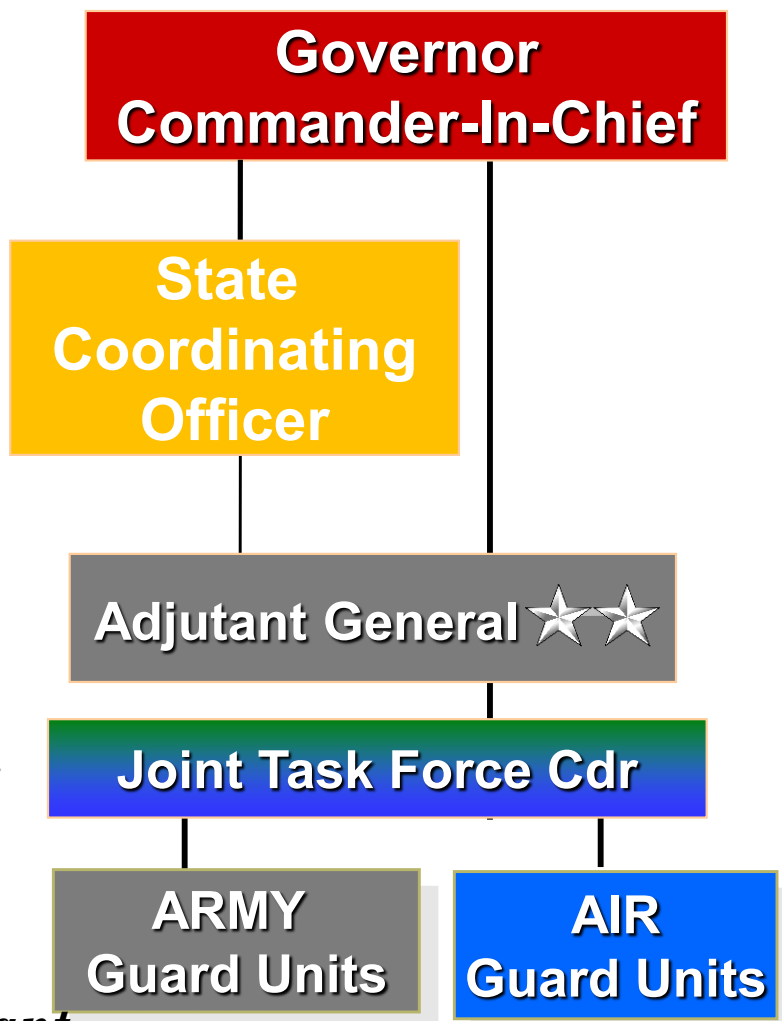 Governor
Commander-In-Chief
State
Coordinating
Officer
Adjutant General
Joint Task Force Cdr
ARMY
Guard Units
AIR
Guard Units